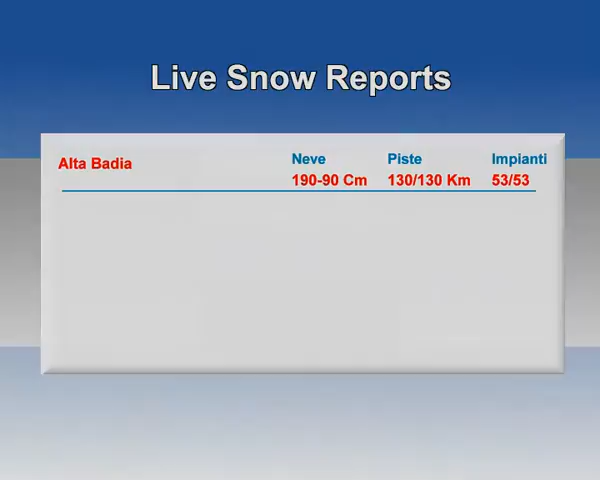 Live Snow Reports
Alta Badia
Neve Piste Impianti
190-90 Cm 130/130 Km 53/53